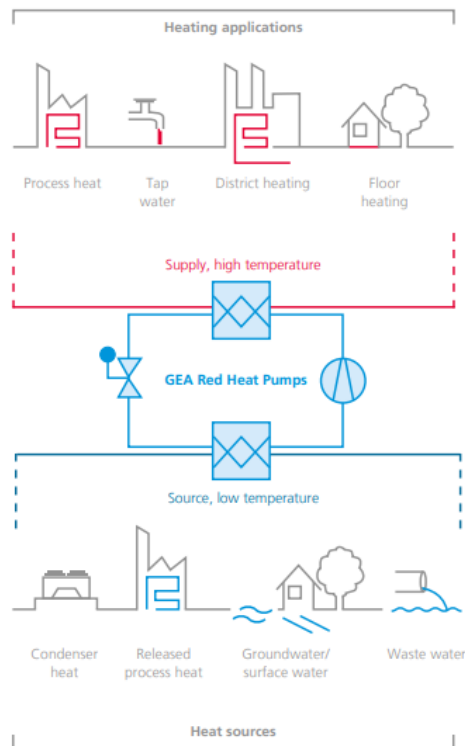 Heating applications
Process heat
Tap
water
District heating
Floor
heating
Supply, high temperature
GEA Red Heat Pumps
Source, low temperature
Condenser
heat
Released
process heat
Groundwater/
surface water
Waste water
Heat sources